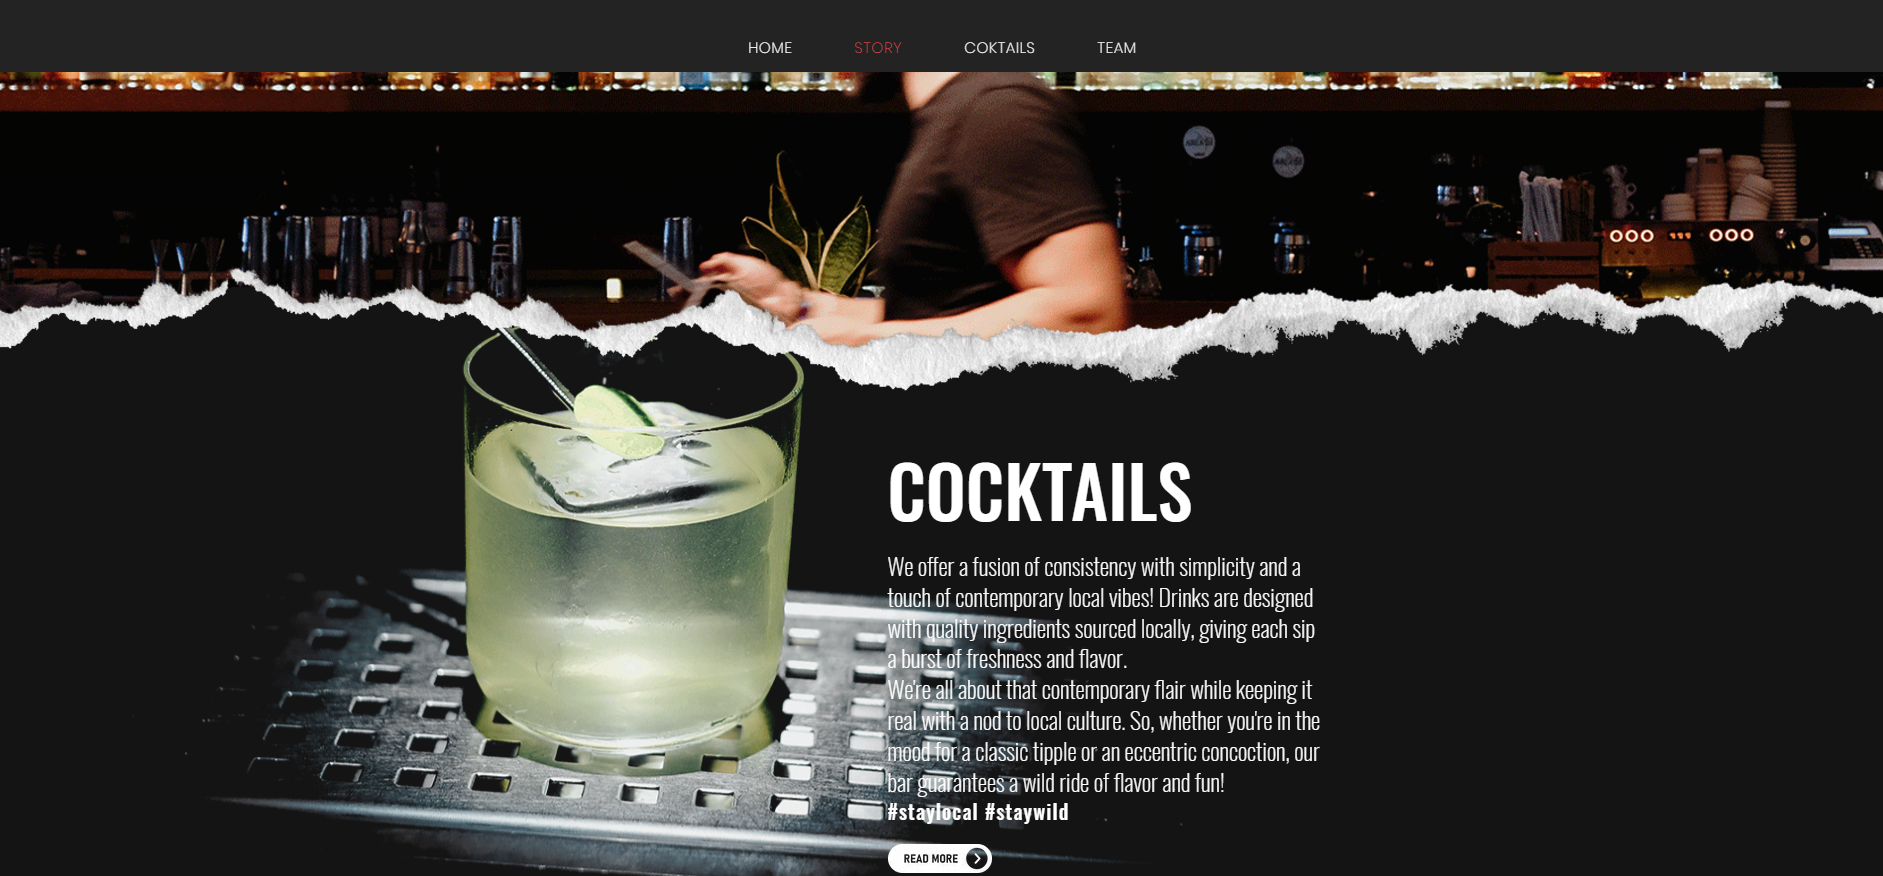 HOME STORY COKTAILS TEAM
COCKTAILS
We offer a fusion of consistency with simplicity and a
touch of contemporary local vibes! Drinks are designed
with quality ingredients sourced locally, giving each sip
a burst of freshness and flavor.
We're all about that contemporary flair while keeping it
real with a nod to local culture. So, whether you're in the
mood for a classic tipple or an eccentric concoction, our
bar guarantees a wild ride of flavor and fun!
#staylocal #staywild
READ MORE